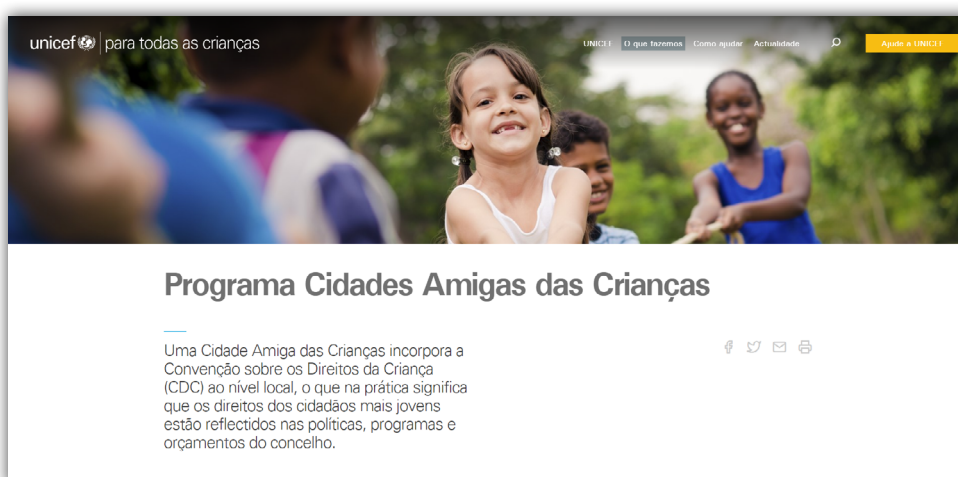 unicef para todas as crianças
UNICEF O que fazemos Como ajudar Actualidade
Ajude a UNICEF
Programa Cidades Amigas das Crianças
Uma Cidade Amiga das Crianças incorpora a
Convenção sobre os Direitos da Criança
(CDC) ao nível local, o que na prática significa
que os direitos dos cidadãos mais jovens
estão reflectidos nas políticas, programas e
orçamentos do concelho.